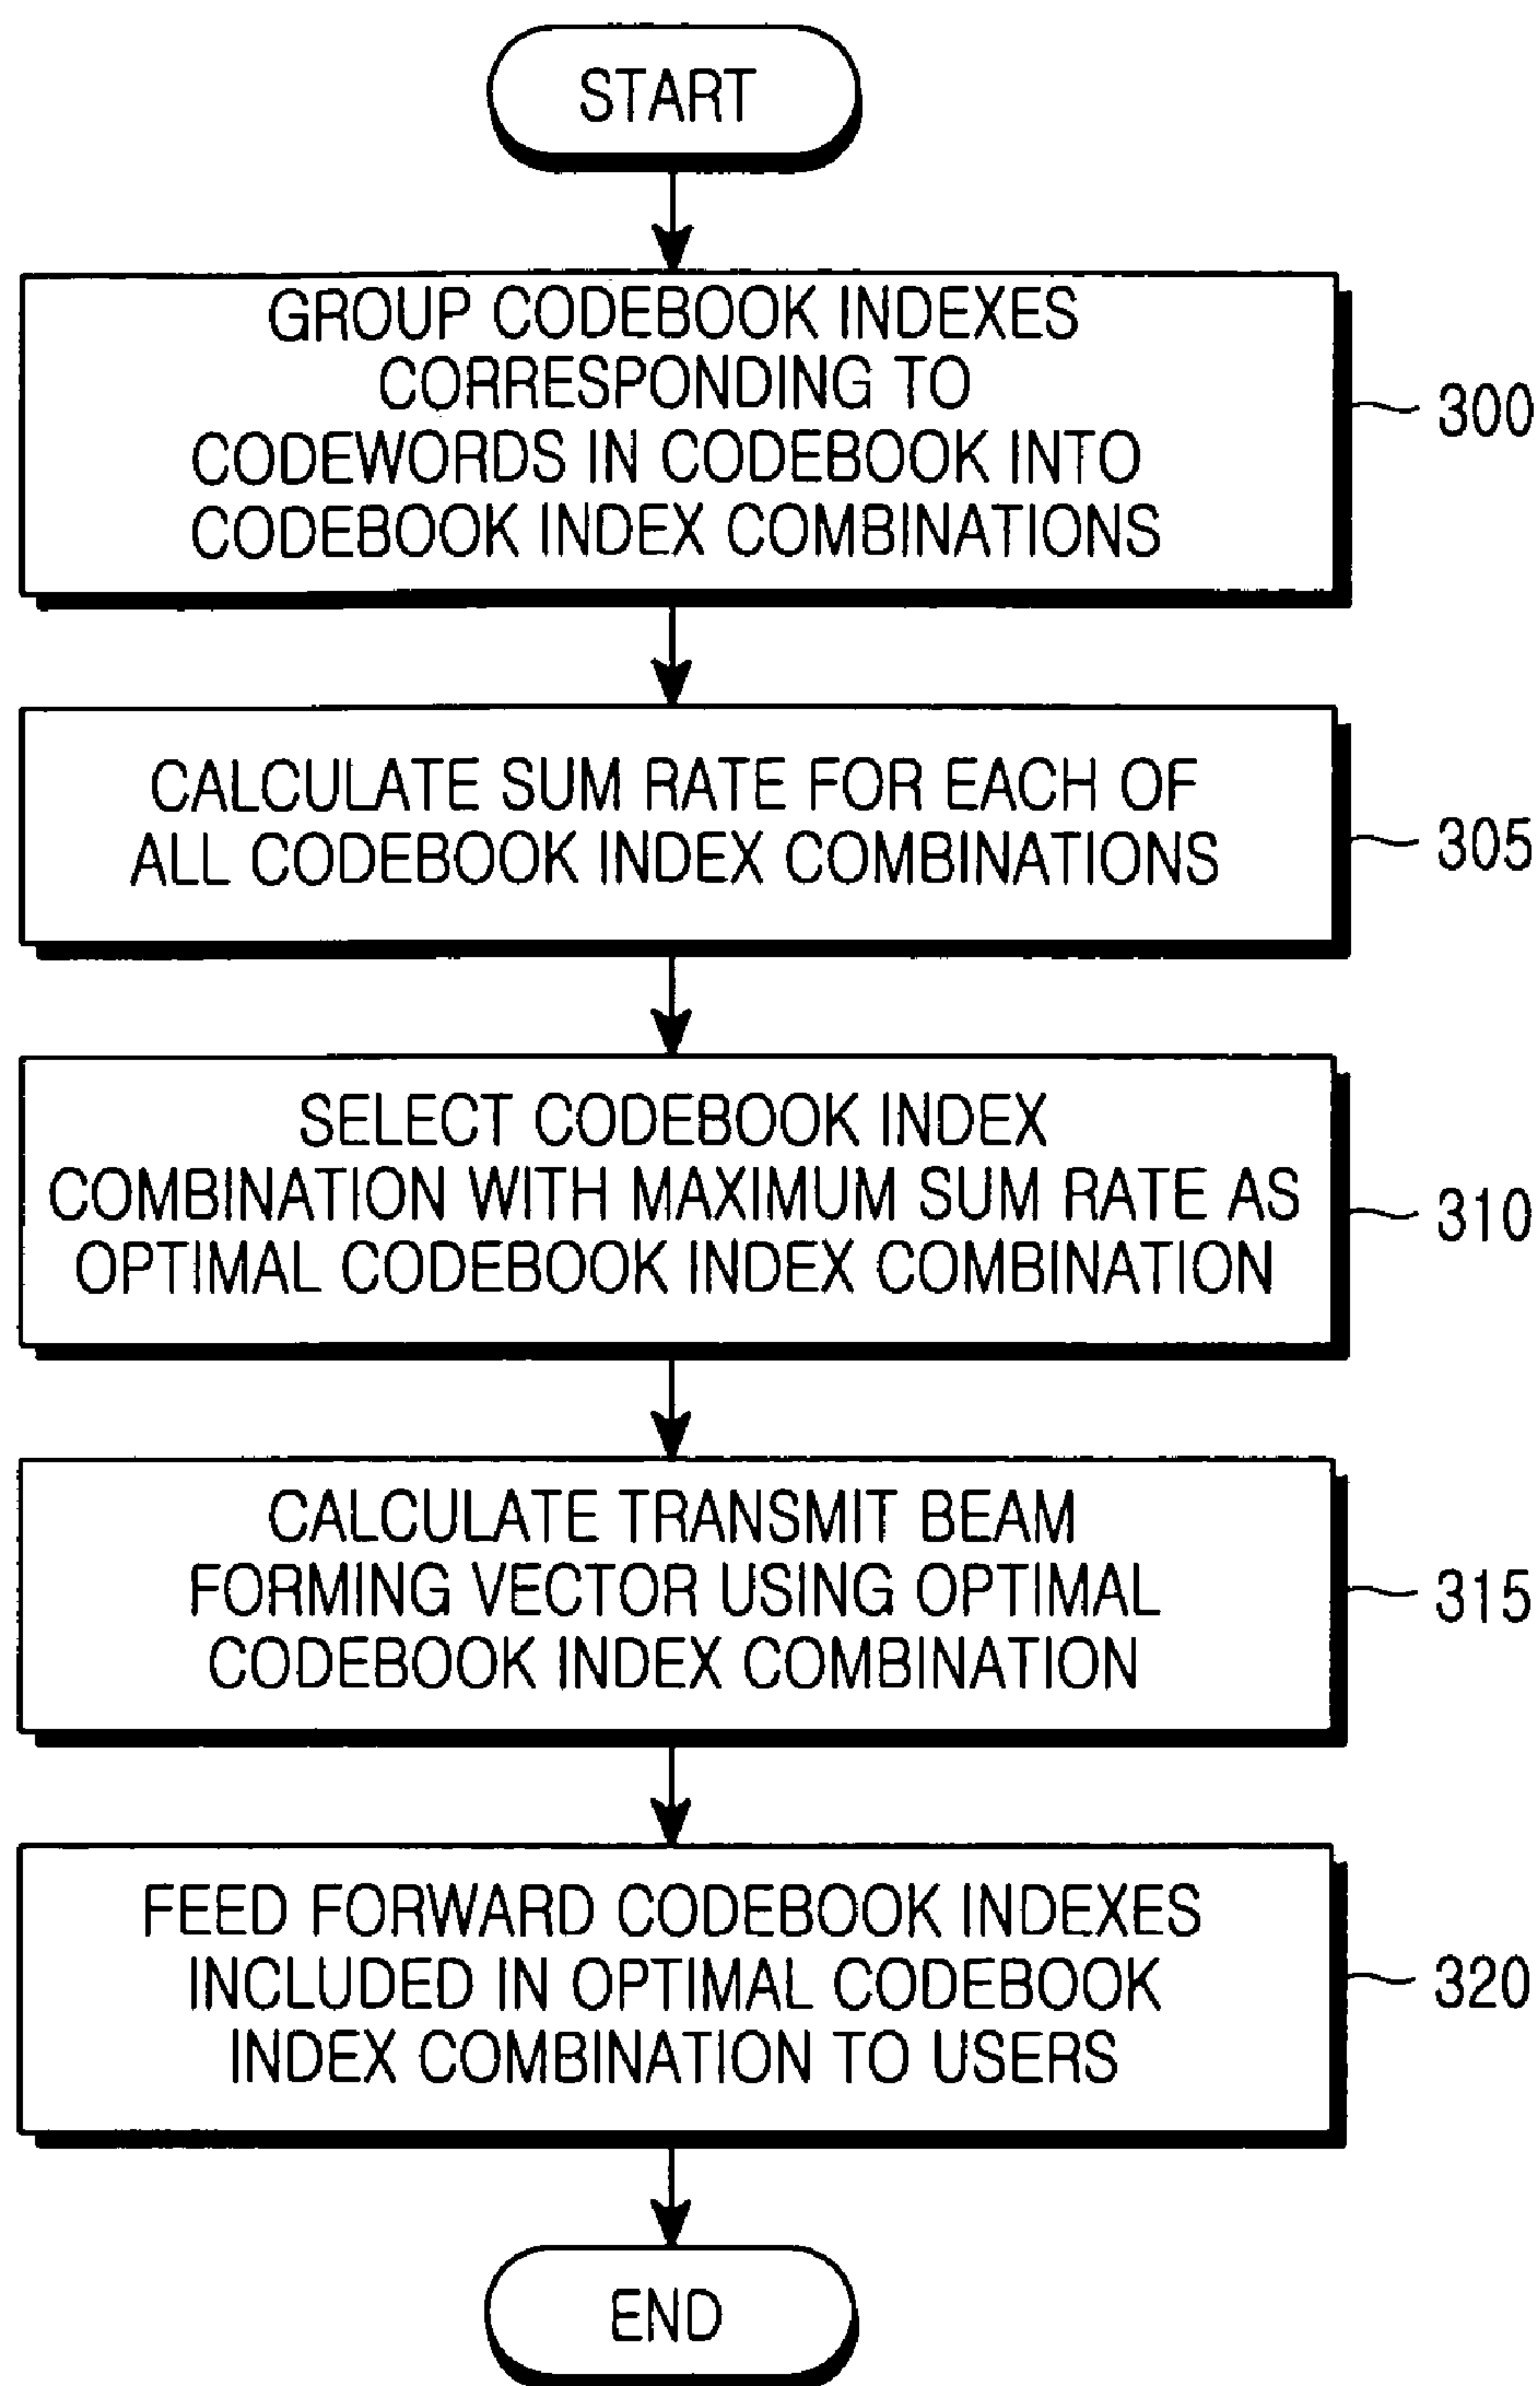 START
GROUP CODEBOOK INDEXES
CORRESPONDING TO
CODEWORDS IN CODEBOOK INTO
CODEBOOK INDEX COMBINATIONS
300
CALCULATE SUM RATE FOR EACH OF
ALL CODEBOOK INDEX COMBINATIONS
305
SELECT CODEBOOK INDEX
COMBINATION WITH MAXIMUM SUM RATE AS
OPTIMAL CODEBOOK INDEX COMBINATION
310
CALCULATE TRANSMIT BEAM
FORMING VECTOR USING OPTIMAL
CODEBOOK INDEX COMBINATION
315
FEED FORWARD CODEBOOK INDEXES
INCLUDED IN OPTIMAL CODEBOOK
INDEX COMBINATION TO USERS
320
END